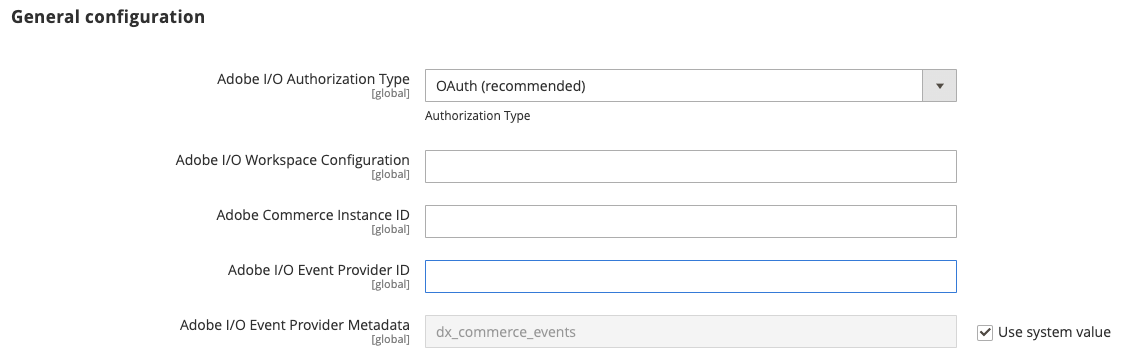 General configuration
Adobe I/O Authorization Type
[global]
OAuth (recommended)
Authorization Type
Adobe I/O Workspace Configuration
[global]
Adobe Commerce Instance ID
[global]
Adobe I/O Event Provider ID
[global]
Adobe I/O Event Provider Metadata
[global]
dx_commerce_events
Use system value